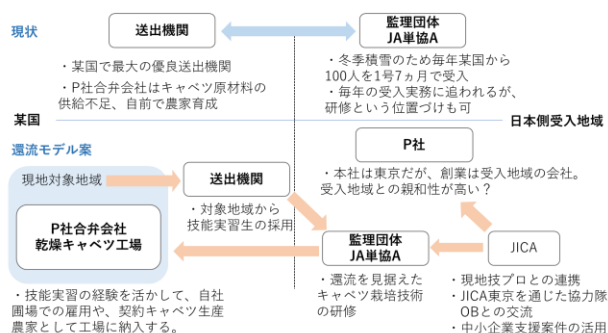 現状
送出機関
監理団体
JA単協A
・某国で最大の優良送出機関
・P社合弁会社はキャベツ原材料の
供給不足、自前で農家育成
・冬季積雪のため毎年某国から
100人を1号7ヵ月で受入
・毎年の受入実務に追われるが、
研修という位置づけも可
某国
日本側受入地域
還流モデル案
P社
・本社は東京だが、創業は受入地域の会社。
受入地域との親和性が高い？
現地対象地域
送出機関
・対象地域から
技能実習生の採用
P社合弁会社
乾燥キャベツ工場
監理団体
JA単協A
JICA
・還流を見据えた
キャベツ栽培技術
の研修
・現地技プロとの連携
・JICA東京を通じた協力隊
OBとの交流
・中小企業支援案件の活用
・技能実習の経験を活かして、自社
圃場での雇用や、契約キャベツ生産
農家として工場に納入する。